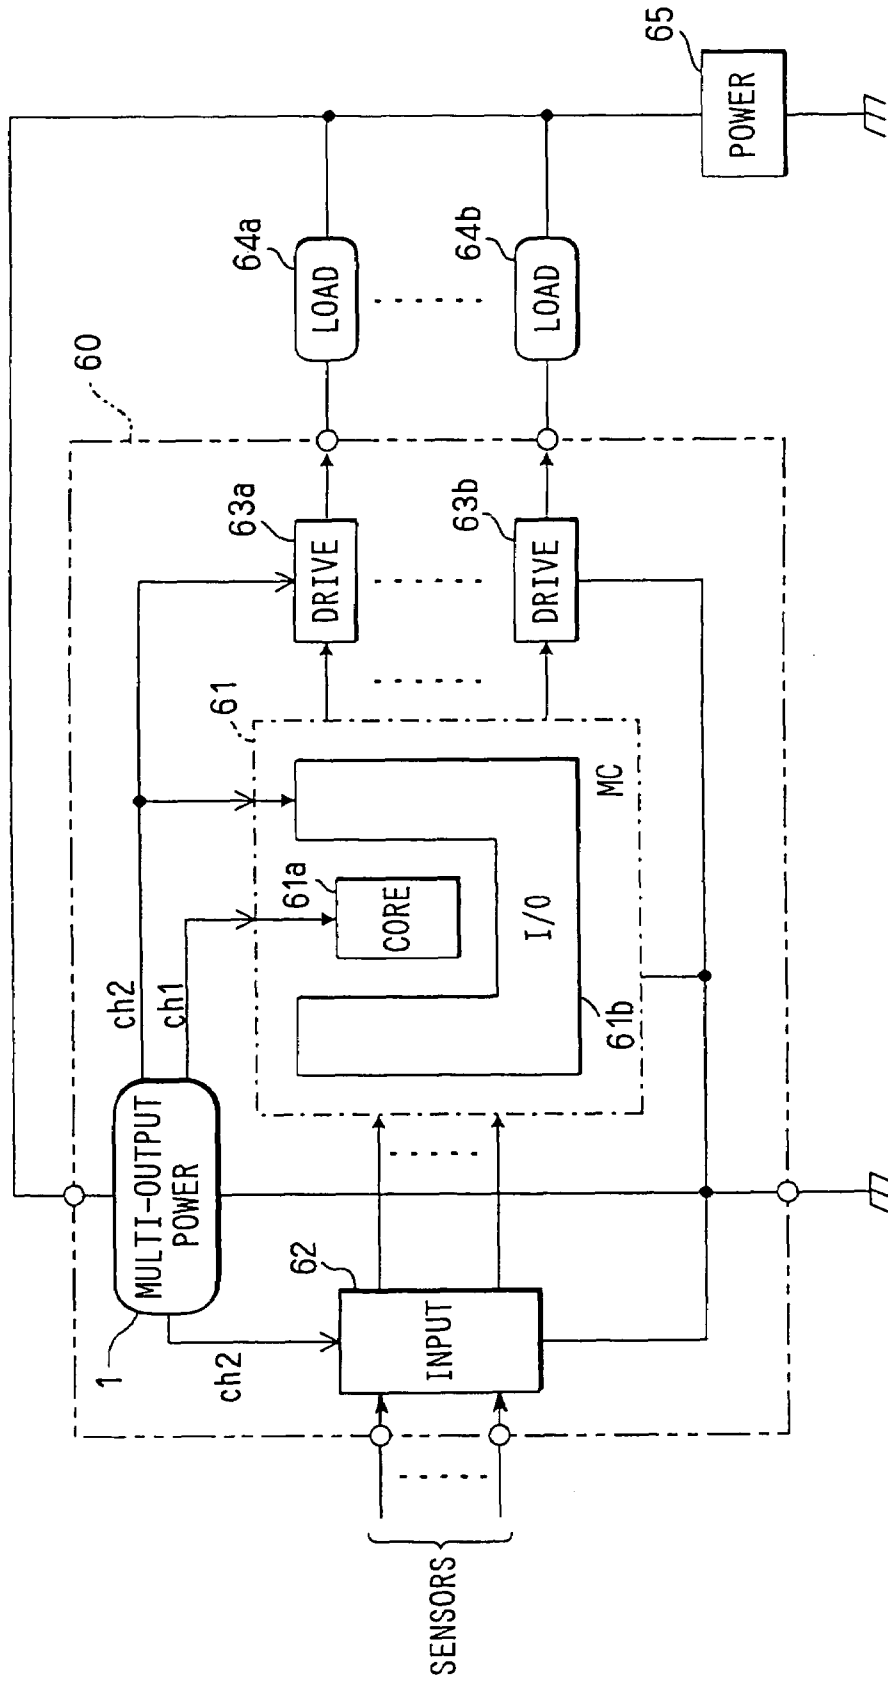 60
1
MULTI-OUTPUT
POWER
ch2
ch2
ch1
61
61a
CORE
I/O
61b
MC
62
INPUT
SENSORS
63a
DRIVE
63b
DRIVE
64a
LOAD
64b
LOAD
65
POWER